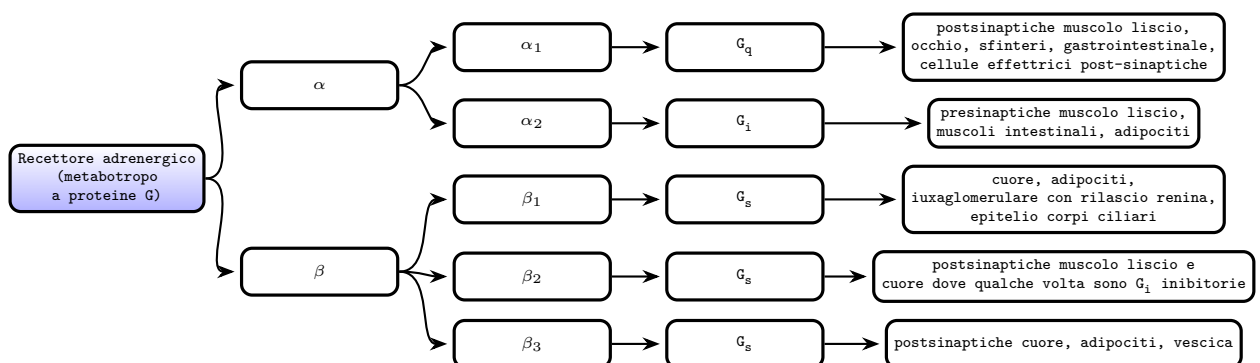 Recettore adrenergico
(metabotropo
a proteine G)
α
β
α1
Gq
postsinaptiche muscolo liscio,
occhio, sfinteri, gastrointestinale,
cellule effettrici post-sinaptiche
α2
Gi
presinaptiche muscolo liscio,
muscoli intestinali, adipociti
β1
Gs
cuore, adipociti,
iuxaglomerulare con rilascio renina,
epitelio corpi ciliari
β2
Gs
postsinaptiche muscolo liscio e
cuore dove qualche volta sono Gi inibitorie
β3
Gs
postsinaptiche cuore, adipociti, vescica